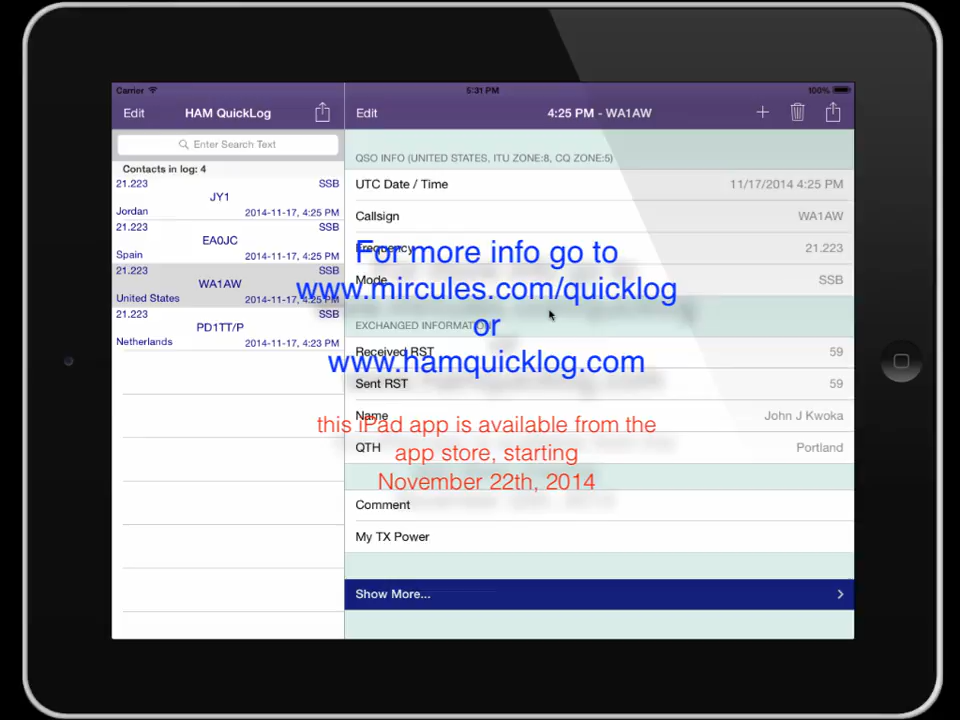 Carrier 5:31 PM 100%
Edit HAM QuickLog
Edit 4:25 PM - WA1AW
Enter Search Text
Contacts in log: 4
21.223 SSB
JY1
Jordan 2014-11-17, 4:25 PM
21.223 SSB
EA0JC
Spain 2014-11-17, 4:25 PM
21.223 SSB
WA1AW
United States 2014-11-17, 4:25 PM
21.223 SSB
PD1TT/P
Netherlands 2014-11-17, 4:23 PM
QSO INFO (UNITED STATES, ITU ZONE:8, CQ ZONE:5)
UTC Date / Time 11/17/2014 4:25 PM
Callsign WA1AW
Frequency 21.223
Mode SSB
EXCHANGED INFORMATION
Received RST 59
Sent RST 59
Name John J Kwoka
QTH Portland
Comment
My TX Power
Show More...
For more info go to
www.mircules.com/quicklog
or
www.hamquicklog.com
this iPad app is available from the
app store, starting
November 22th, 2014